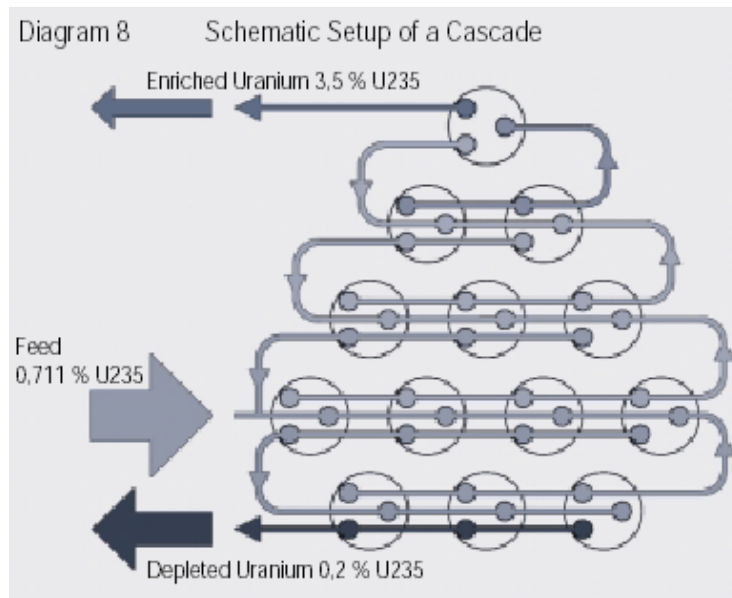 Diagram 8 Schematic Setup of a Cascade
Enriched Uranium 3,5 % U235
Feed
0,711 % U235
Depleted Uranium 0,2 % U235